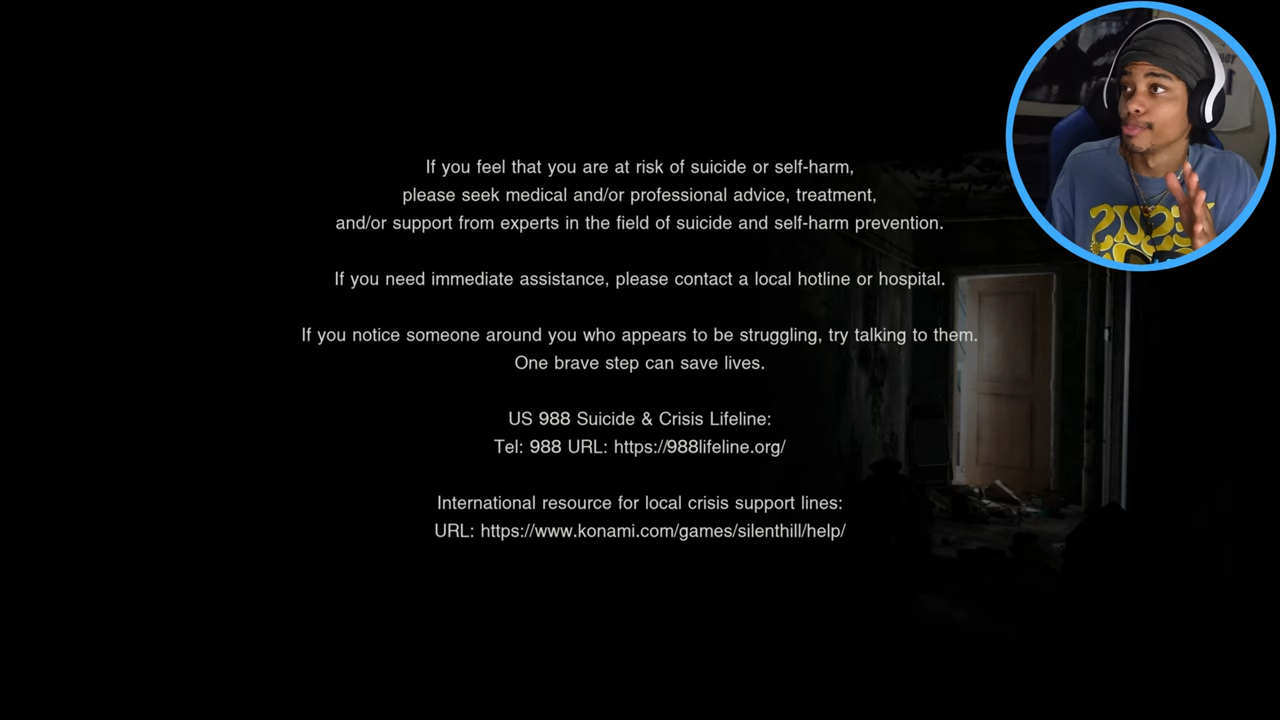 If you feel that you are at risk of suicide or self-harm,
please seek medical and/or professional advice, treatment,
and/or support from experts in the field of suicide and self-harm prevention.
If you need immediate assistance, please contact a local hotline or hospital.
If you notice someone around you who appears to be struggling, try talking to them.
One brave step can save lives.
US 988 Suicide & Crisis Lifeline:
Tel: 988 URL: https://988lifeline.org/
International resource for local crisis support lines:
URL: https://www.konami.com/games/silenthill/help/